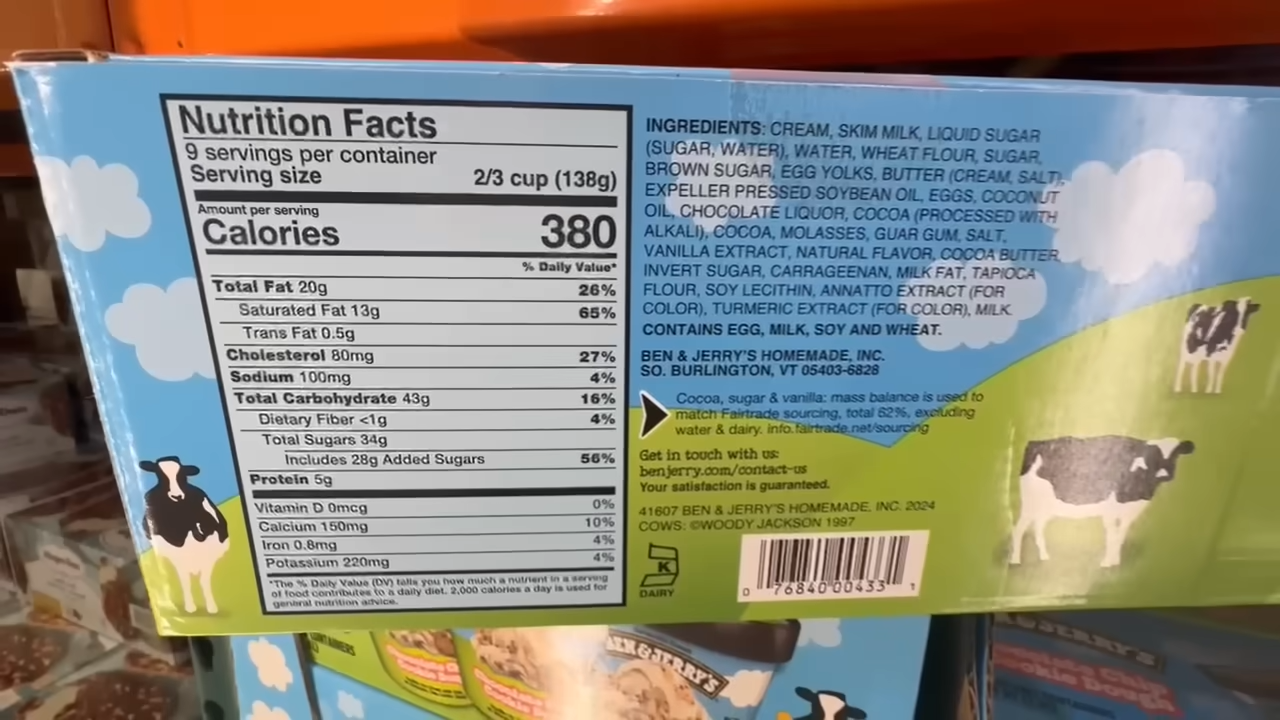 Nutrition Facts
9 servings per container
Serving size 2/3 cup (138g)
Amount per serving
Calories 380
% Daily Value*
Total Fat 20g 26%
Saturated Fat 13g 65%
Trans Fat 0.5g
Cholesterol 80mg 27%
Sodium 100mg 4%
Total Carbohydrate 43g 16%
Dietary Fiber <1g 4%
Total Sugars 34g
Includes 28g Added Sugars 56%
Protein 5g
Vitamin D 0mcg 0%
Calcium 150mg 10%
Iron 0.8mg 4%
Potassium 220mg 4%
*The % Daily Value (DV) tells you how much a nutrient in a serving
of food contributes to a daily diet. 2,000 calories a day is used for
general nutrition advice.
INGREDIENTS: CREAM, SKIM MILK, LIQUID SUGAR
(SUGAR, WATER), WATER, WHEAT FLOUR, SUGAR,
BROWN SUGAR, EGG YOLKS, BUTTER (CREAM, SALT),
EXPELLER PRESSED SOYBEAN OIL, EGGS, COCONUT
OIL, CHOCOLATE LIQUOR, COCOA (PROCESSED WITH
ALKALI), COCOA, MOLASSES, GUAR GUM, SALT,
VANILLA EXTRACT, NATURAL FLAVOR, COCOA BUTTER,
INVERT SUGAR, CARRAGEENAN, MILK FAT, TAPIOCA
FLOUR, SOY LECITHIN, ANNATTO EXTRACT (FOR
COLOR), TURMERIC EXTRACT (FOR COLOR), MILK.
CONTAINS EGG, MILK, SOY AND WHEAT.
BEN & JERRY'S HOMEMADE, INC.
SO. BURLINGTON, VT 05403-6828
Cocoa, sugar & vanilla: mass balance is used to
match Fairtrade sourcing, total 62%, excluding
water & dairy. info.fairtrade.net/sourcing
Get in touch with us:
benjerry.com/contact-us
Your satisfaction is guaranteed.
41607 BEN & JERRY'S HOMEMADE, INC. 2024
COWS: ©WOODY JACKSON 1997
K
DAIRY
0 76840 00433 1
BEN & JERRY'S